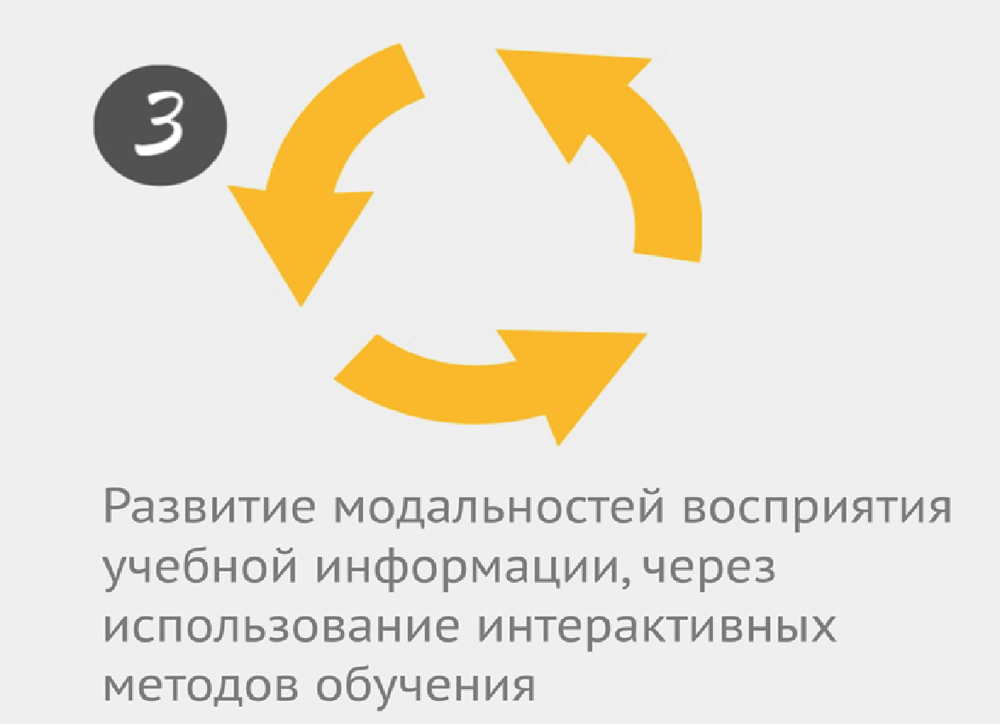 3
Развитие модальностей восприятия
учебной информации, через
использование интерактивных
методов обучения